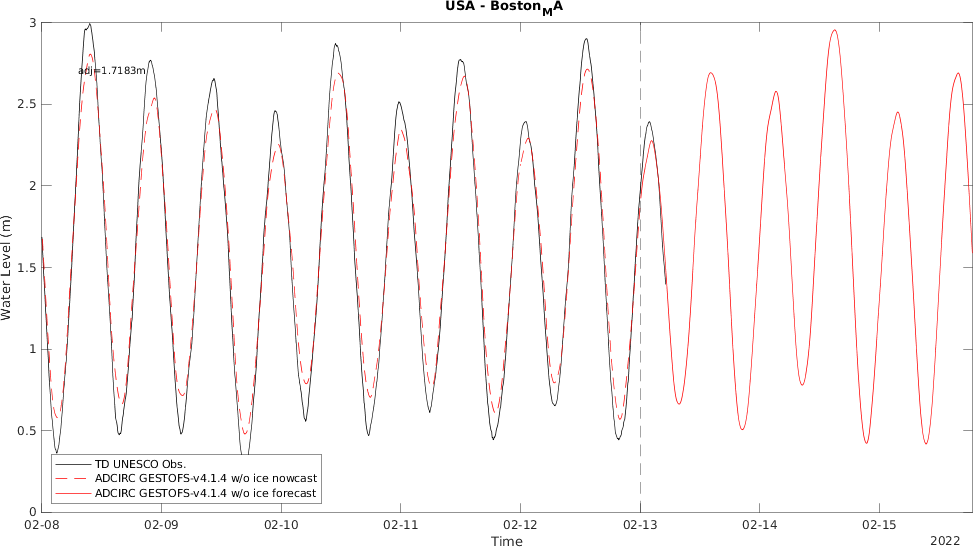 USA - Boston_MA
3
adj=1.7183m
2.5
2
1.5
1
0.5
0
Water Level (m)
TD UNESCO Obs.
ADCIRC GESTOFS-v4.1.4 w/o ice nowcast
ADCIRC GESTOFS-v4.1.4 w/o ice forecast
02-08 02-09 02-10 02-11 02-12 02-13 02-14 02-15
Time
2022